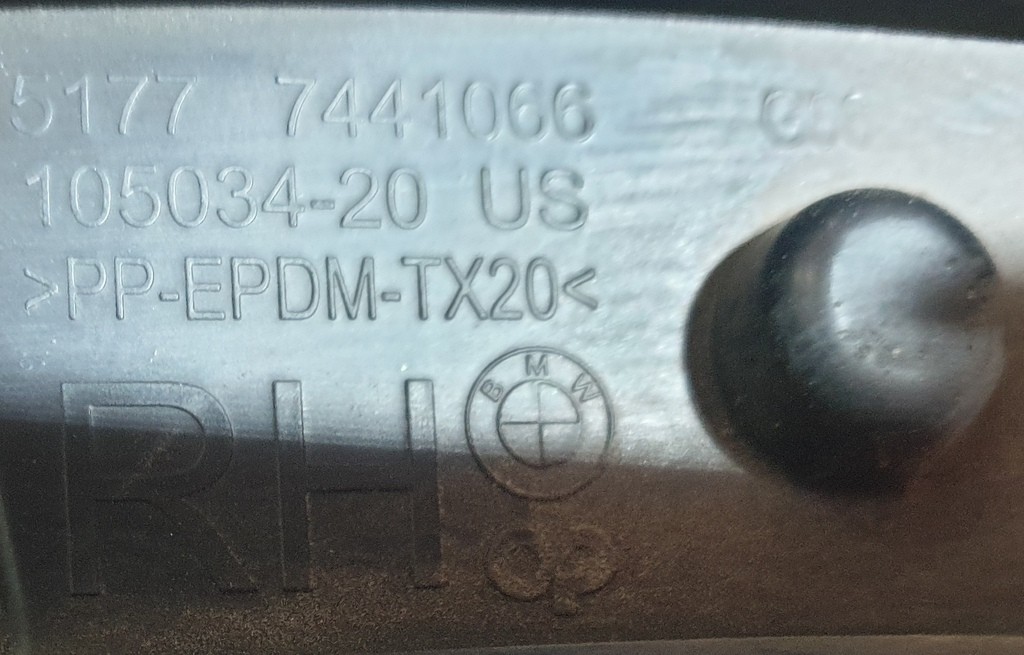 5177 7441066
105034-20 US
>PP-EPDM-TX20<
RH
BMW